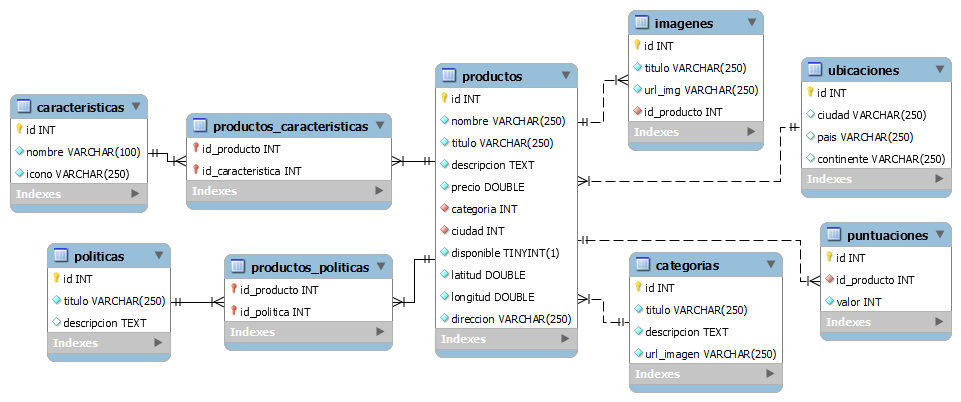 caracteristicas
id INT
nombre VARCHAR(100)
icono VARCHAR(250)
Indexes
productos_caracteristicas
id_producto INT
id_caracteristica INT
Indexes
politicas
id INT
titulo VARCHAR(250)
descripcion TEXT
Indexes
productos_politicas
id_producto INT
id_politica INT
Indexes
productos
id INT
nombre VARCHAR(250)
titulo VARCHAR(250)
descripcion TEXT
precio DOUBLE
categoria INT
ciudad INT
disponible TINYINT(1)
latitud DOUBLE
longitud DOUBLE
direccion VARCHAR(250)
Indexes
imagenes
id INT
titulo VARCHAR(250)
url_img VARCHAR(250)
id_producto INT
Indexes
categorias
id INT
titulo VARCHAR(250)
descripcion TEXT
url_imagen VARCHAR(250)
Indexes
ubicaciones
id INT
ciudad VARCHAR(250)
pais VARCHAR(250)
continente VARCHAR(250)
Indexes
puntuaciones
id INT
id_producto INT
valor INT
Indexes